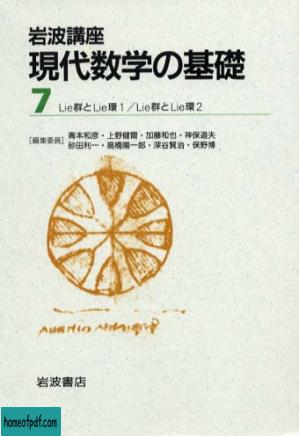 岩波講座
現代数学の基礎
7 Lie群とLie環1／Lie群とLie環2
［編集委員］ 青本和彦・上野健爾・加藤和也・神保道夫
砂田利一・高橋陽一郎・深谷賢治・俣野博
岩波書店
homeofpdf.com